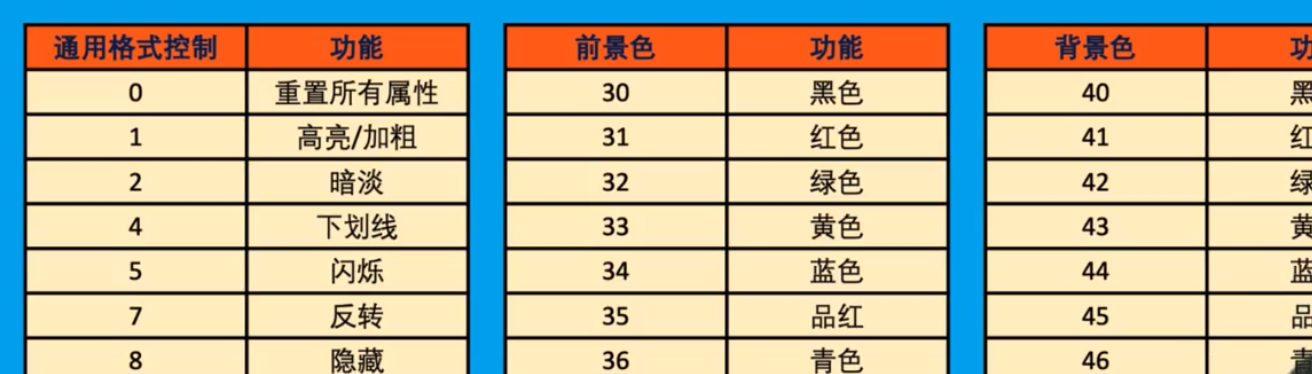 通用格式控制 功能 前景色 功能 背景色
0 重置所有属性 30 黑色 40 黑
1 高亮/加粗 31 红色 41 红
2 暗淡 32 绿色 42 绿
4 下划线 33 黄色 43 黄
5 闪烁 34 蓝色 44 蓝
7 反转 35 品红 45 品
8 隐藏 36 青色 46